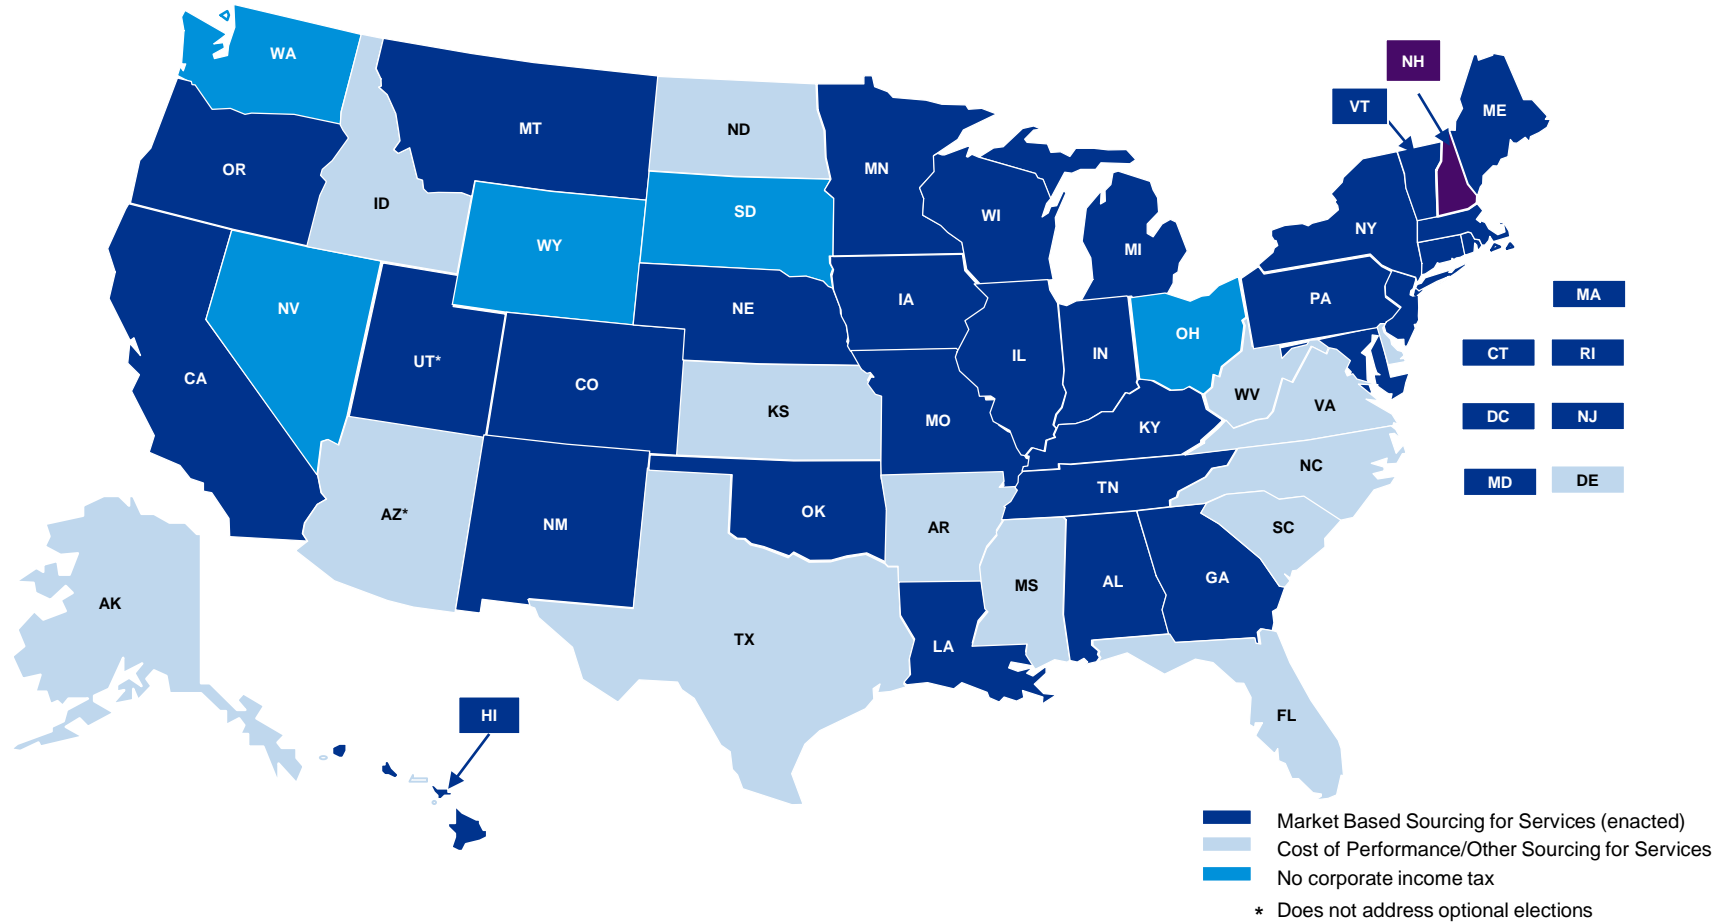 WA
NH
VT
ME
MT
ND
MN
OR
ID
SD
WI
NY
MI
WY
MA
PA
IA
NE
NV
OH
CT
RI
IL
IN
UT*
CA
CO
WV
VA
KS
DC
NJ
MO
KY
NC
MD
DE
TN
AZ*
NM
OK
AR
SC
AL
GA
MS
AK
TX
LA
HI
FL
Market Based Sourcing for Services (enacted)
Cost of Performance/Other Sourcing for Services
No corporate income tax
* Does not address optional elections